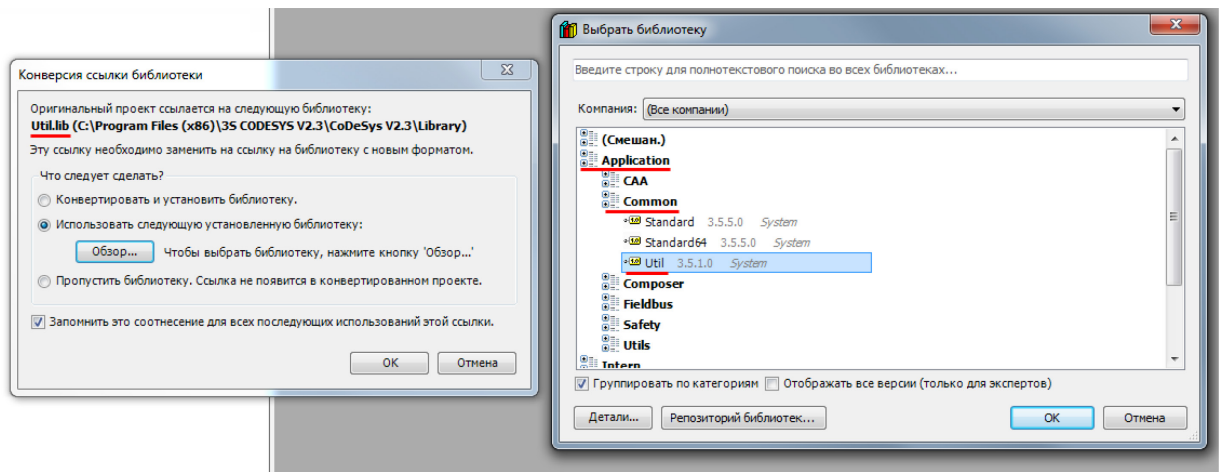 Конверсия ссылки библиотеки
Оригинальный проект ссылается на следующую библиотеку:
Util.lib (C:\Program Files (x86)\3S CODESYS V2.3\CoDeSys V2.3\Library)
Эту ссылку необходимо заменить на ссылку на библиотеку с новым форматом.
Что следует сделать?
Конвертировать и установить библиотеку.
Использовать следующую установленную библиотеку:
Обзор... Чтобы выбрать библиотеку, нажмите кнопку 'Обзор...'
Пропустить библиотеку. Ссылка не появится в конвертированном проекте.
Запомнить это соотнесение для всех последующих использований этой ссылки.
OK Отмена
Выбрать библиотеку
Введите строку для полнотекстового поиска во всех библиотеках...
Компания: (Все компании)
(Смешан.)
Application
CAA
Common
Standard 3.5.5.0 System
Standard64 3.5.5.0 System
Util 3.5.1.0 System
Composer
Fieldbus
Safety
Utils
Intern
Группировать по категориям Отображать все версии (только для экспертов)
Детали... Репозиторий библиотек... OK Отмена